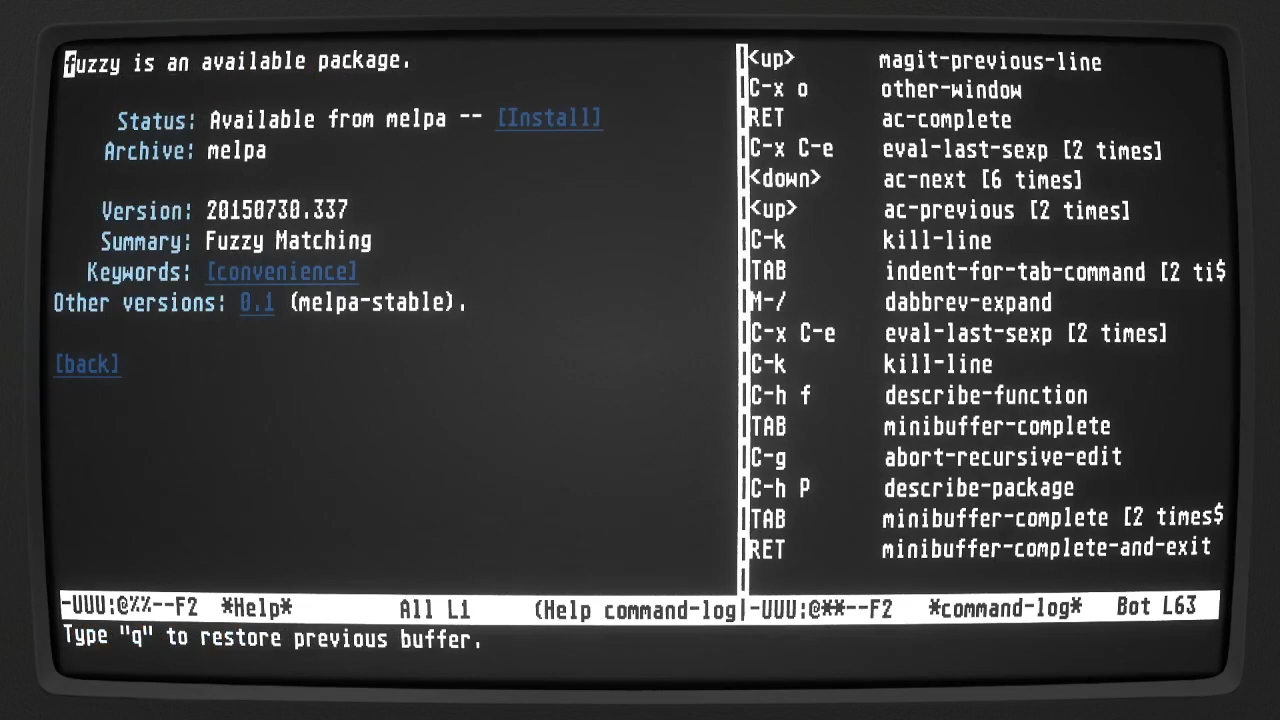 fuzzy is an available package.
Status: Available from melpa -- [Install]
Archive: melpa
Version: 20150730.337
Summary: Fuzzy Matching
Keywords: [convenience]
Other versions: 0.1 (melpa-stable).
[back]
-UUU:@%%--F2 *Help* All L1 (Help command-log
Type "q" to restore previous buffer.
<up> magit-previous-line
C-x o other-window
RET ac-complete
C-x C-e eval-last-sexp [2 times]
<down> ac-next [6 times]
<up> ac-previous [2 times]
C-k kill-line
TAB indent-for-tab-command [2 ti$
M-/ dabbrev-expand
C-x C-e eval-last-sexp [2 times]
C-k kill-line
C-h f describe-function
TAB minibuffer-complete
C-g abort-recursive-edit
C-h P describe-package
TAB minibuffer-complete [2 times$
RET minibuffer-complete-and-exit
-UUU:@**--F2 *command-log* Bot L63